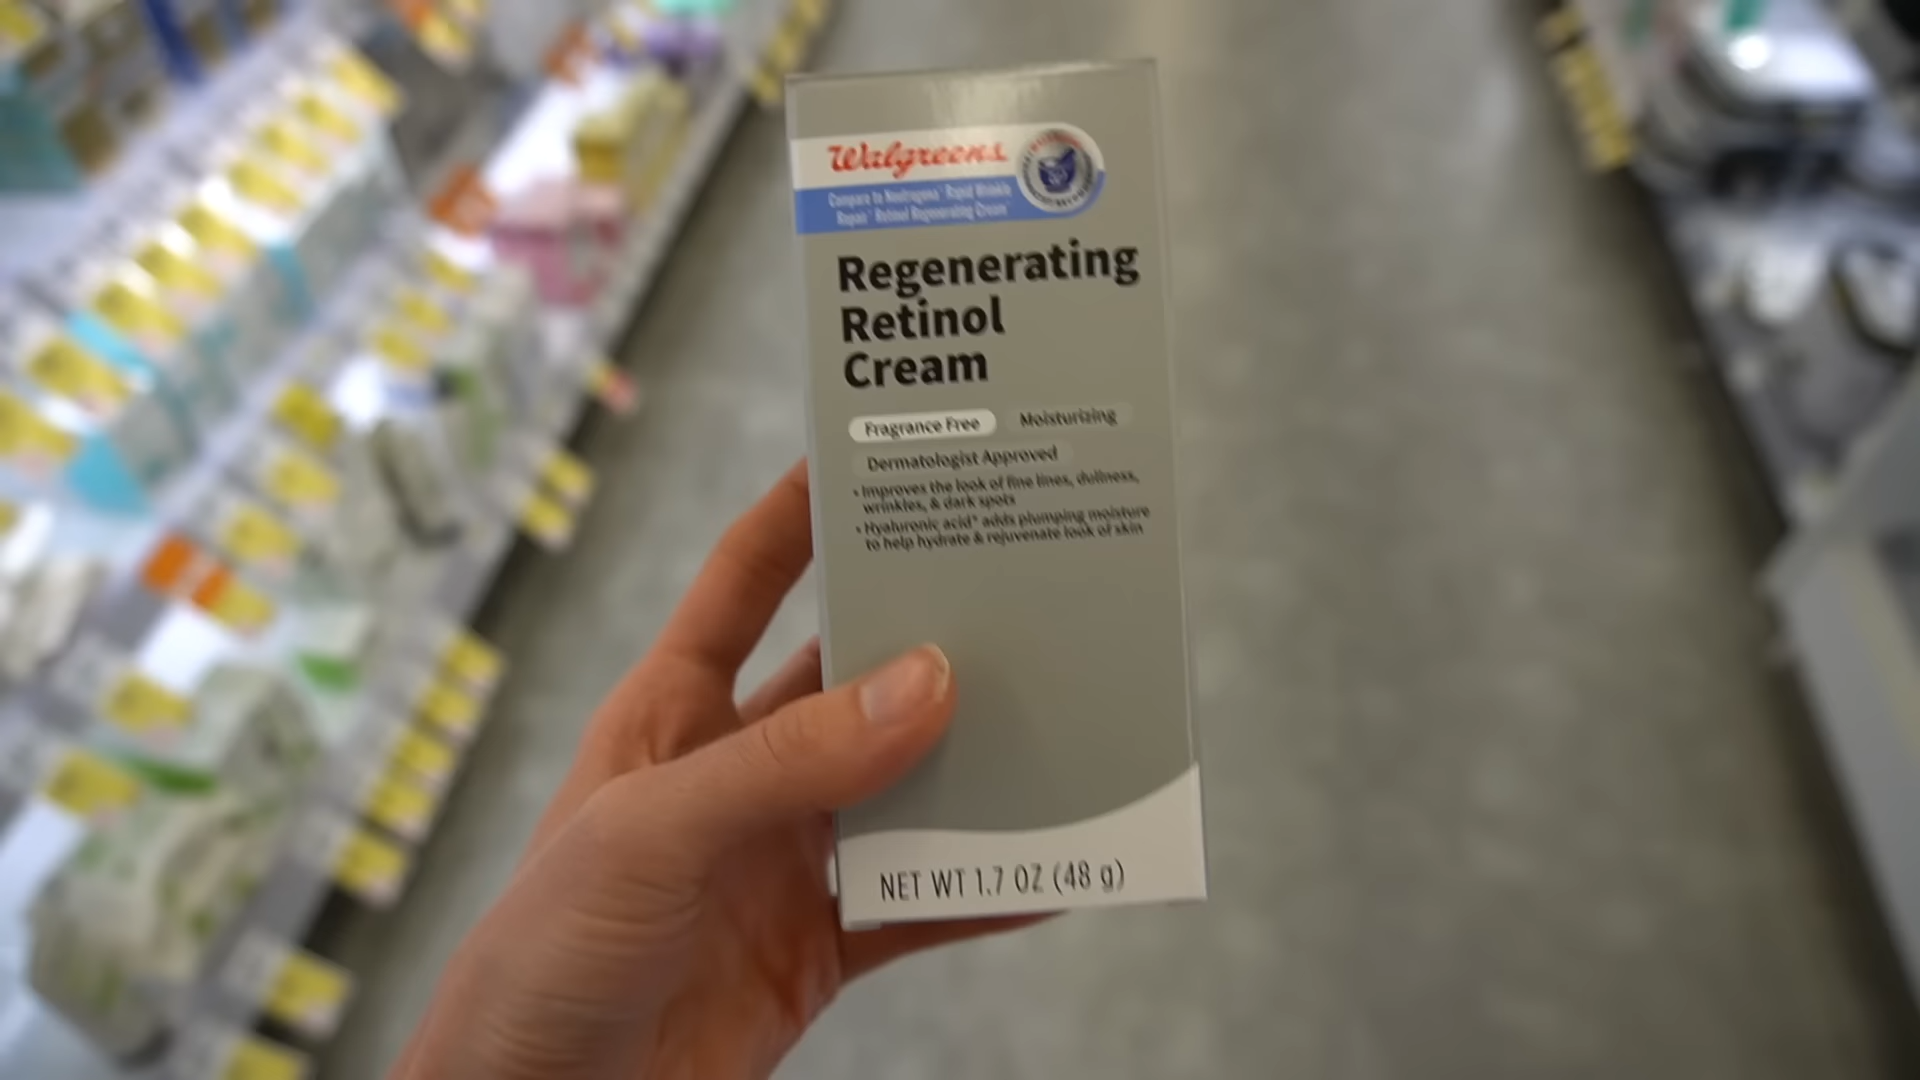 Walgreens
Compare to Neutrogena® Rapid Wrinkle
Repair® Retinol Regenerating Cream
Regenerating
Retinol
Cream
Fragrance Free Moisturizing
Dermatologist Approved
• Improves the look of fine lines, dullness,
wrinkles, & dark spots
• Hyaluronic acid* adds plumping moisture
to help hydrate & rejuvenate look of skin
NET WT 1.7 OZ (48 g)